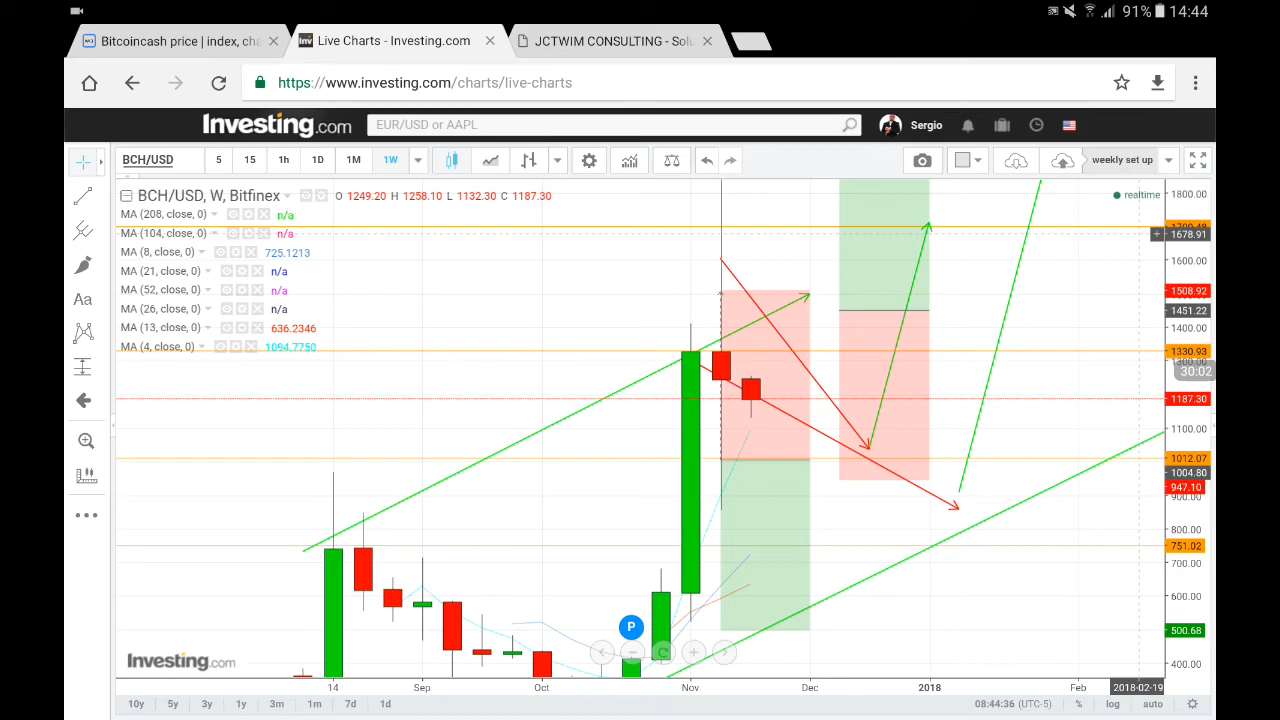 91% 14:44
Bitcoincash price | index, cha
Live Charts - Investing.com
JCTWIM CONSULTING - Solu
https://www.investing.com/charts/live-charts
Investing.com
EUR/USD or AAPL
Sergio
BCH/USD 5 15 1h 1D 1M 1W
weekly set up
BCH/USD, W, Bitfinex O 1249.20 H 1258.10 L 1132.30 C 1187.30
realtime
MA (208, close, 0) n/a
MA (104, close, 0) n/a
MA (8, close, 0) 725.1213
MA (21, close, 0) n/a
MA (52, close, 0) n/a
MA (26, close, 0) n/a
MA (13, close, 0) 636.2346
MA (4, close, 0) 1094.7750
Aa
1800.00
1678.91
1600.00
1508.92
1451.22
1400.00
1330.93
1300.00
30:02
1187.30
1100.00
1012.07
1004.80
947.10
900.00
800.00
751.02
700.00
600.00
P
500.68
400.00
Investing.com
14 Sep Oct Nov Dec 2018 Feb 2018-02-19
10y 5y 3y 1y 3m 1m 7d 1d 08:44:36 (UTC-5) % log auto